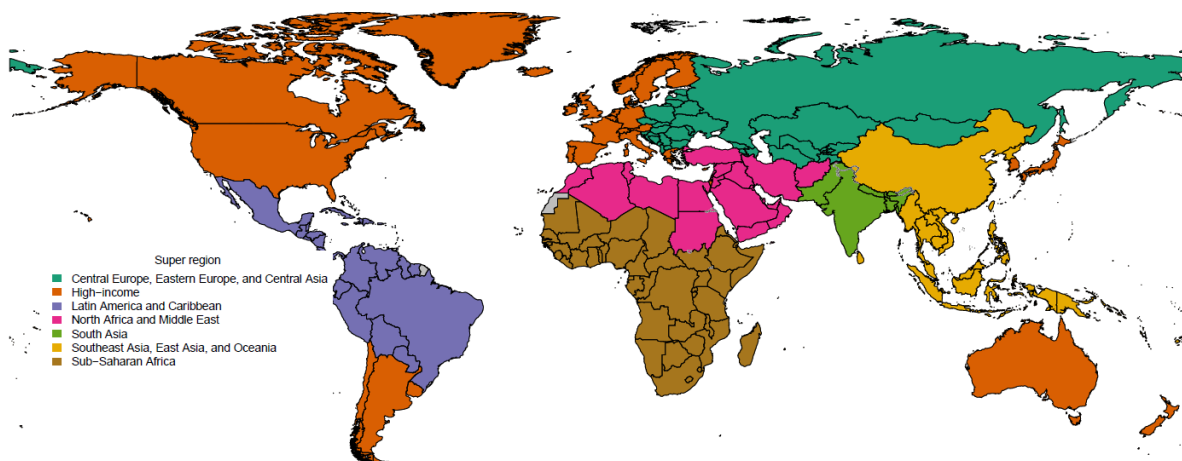 Super region
Central Europe, Eastern Europe, and Central Asia
High−income
Latin America and Caribbean
North Africa and Middle East
South Asia
Southeast Asia, East Asia, and Oceania
Sub−Saharan Africa